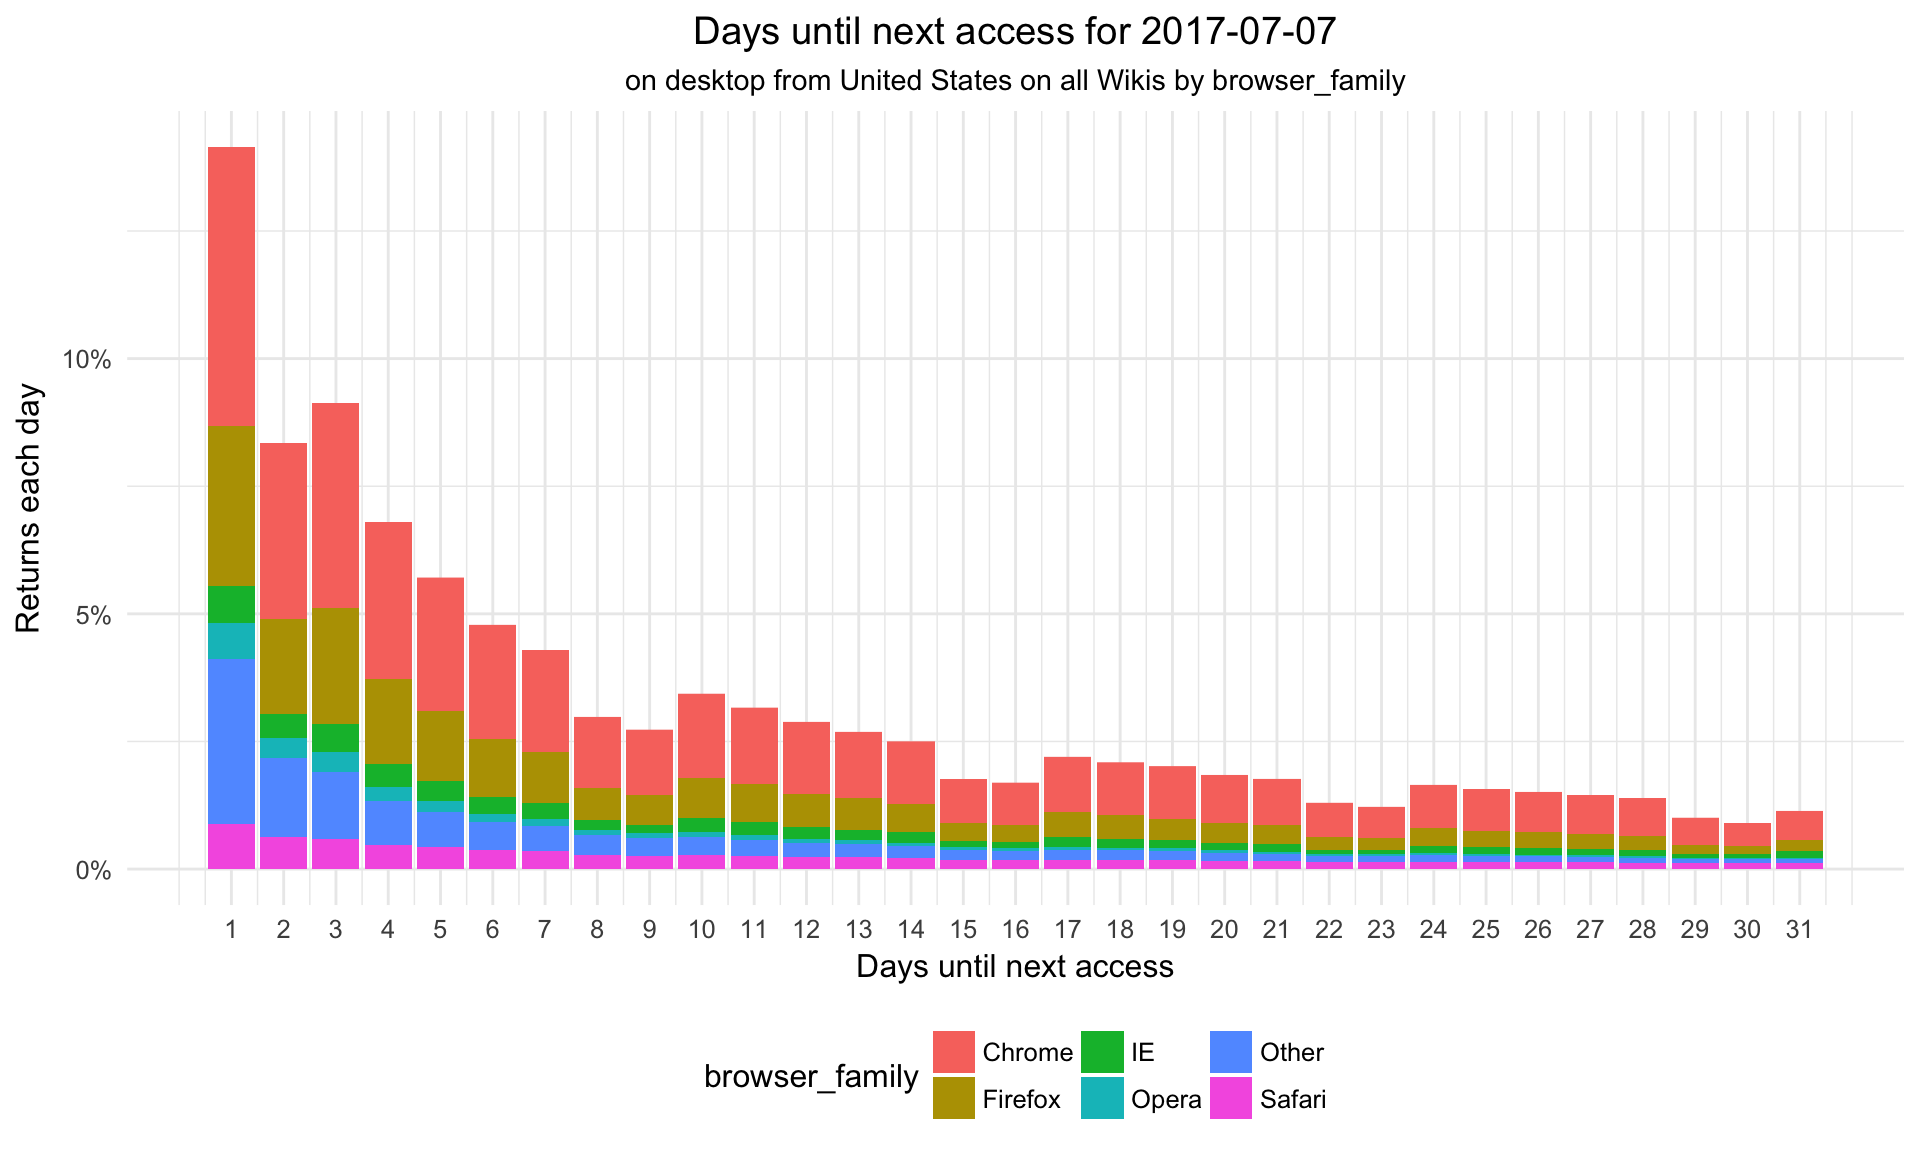 Days until next access for 2017-07-07
on desktop from United States on all Wikis by browser_family
Returns each day
10%
5%
0%
1 2 3 4 5 6 7 8 9 10 11 12 13 14 15 16 17 18 19 20 21 22 23 24 25 26 27 28 29 30 31
Days until next access
browser_family
Chrome IE Other
Firefox Opera Safari